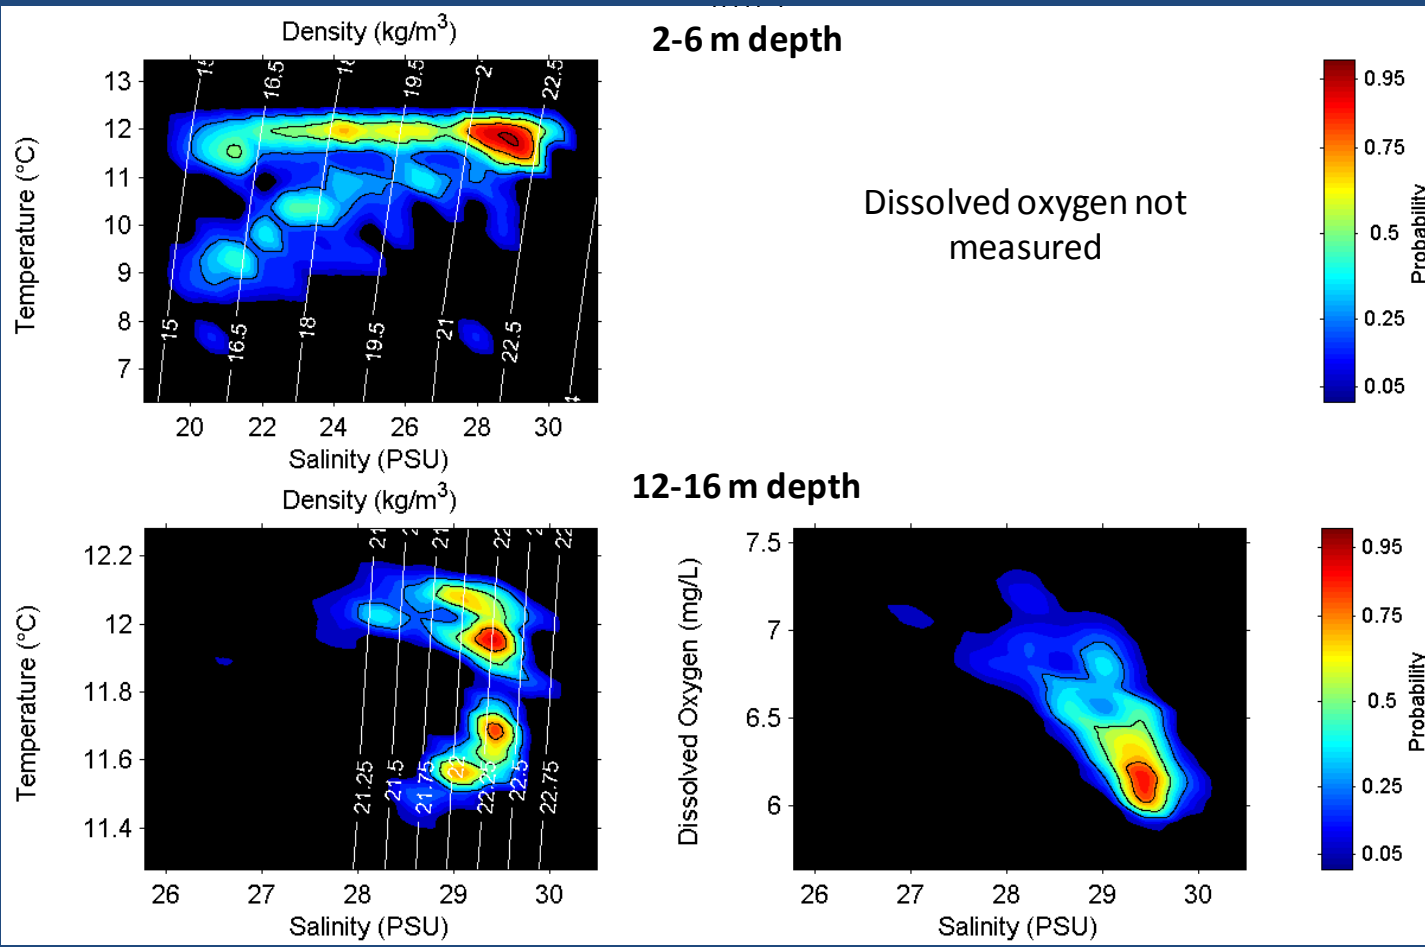 Density (kg/m3)
2-6 m depth
13
12
11
10
9
8
7
Temperature (°C)
16.5
19.5
22.5
15
16.5
18
19.5
21
22.5
20 22 24 26 28 30
Salinity (PSU)
Dissolved oxygen not
measured
0.95
0.75
0.5
0.25
0.05
Probability
12-16 m depth
Density (kg/m3)
12.2
12
11.8
11.6
11.4
Temperature (°C)
21.25
21.5
21.75
22
22.25
22.5
22.75
26 27 28 29 30
Salinity (PSU)
7.5
7
6.5
6
Dissolved Oxygen (mg/L)
26 27 28 29 30
Salinity (PSU)
0.95
0.75
0.5
0.25
0.05
Probability